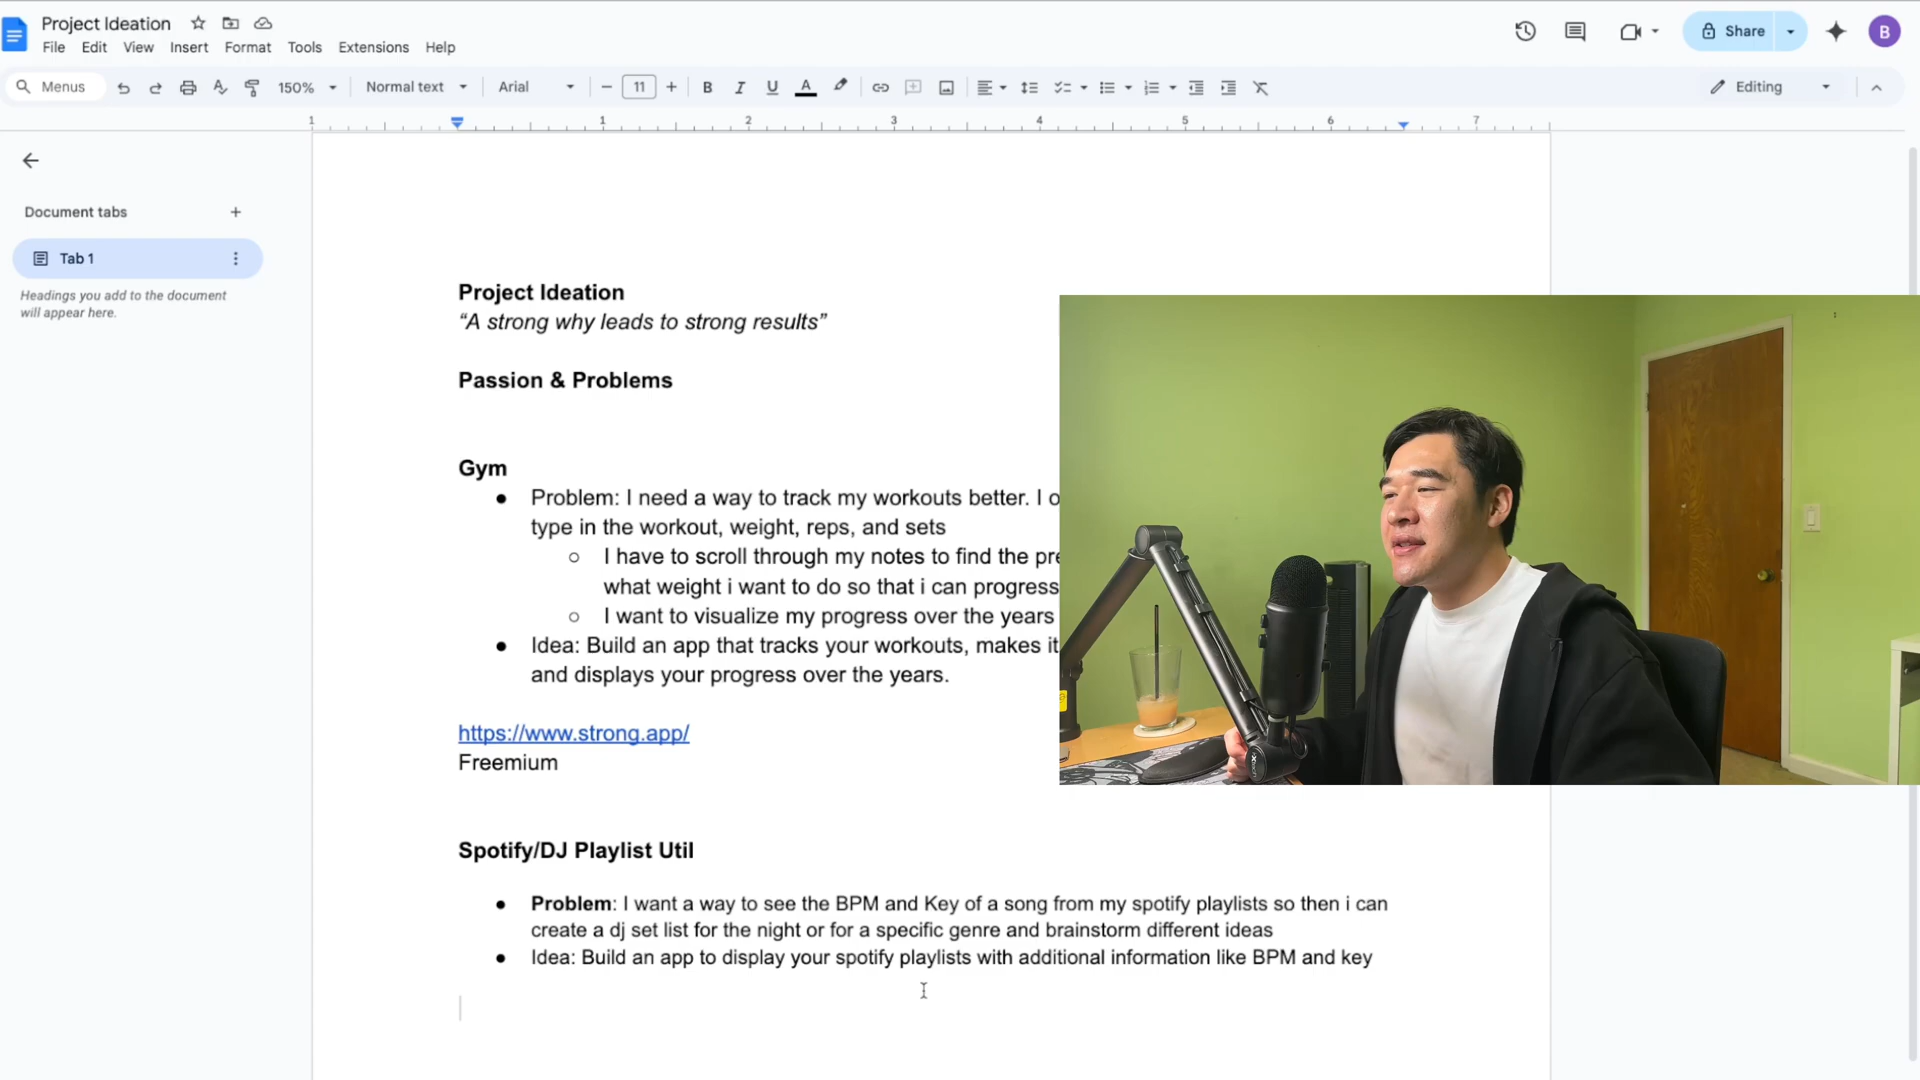 Project Ideation
File Edit View Insert Format Tools Extensions Help
Share
B
Menus
150%
Normal text
Arial
11
B I U A
Editing
1 1 2 3 4 5 6 7
Document tabs
Tab 1
Headings you add to the document
will appear here.
Project Ideation
“A strong why leads to strong results”
Passion & Problems
Gym
Problem: I need a way to track my workouts better. I
type in the workout, weight, reps, and sets
I have to scroll through my notes to find the
what weight i want to do so that i can progress
I want to visualize my progress over the years
Idea: Build an app that tracks your workouts, makes it
and displays your progress over the years.
https://www.strong.app/
Freemium
Spotify/DJ Playlist Util
Problem: I want a way to see the BPM and Key of a song from my spotify playlists so then i can
create a dj set list for the night or for a specific genre and brainstorm different ideas
Idea: Build an app to display your spotify playlists with additional information like BPM and key